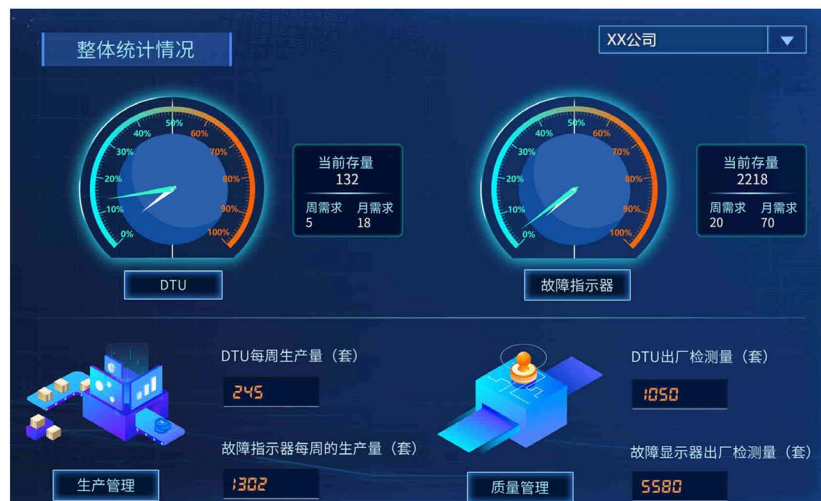 整体统计情况
XX公司
0%
10%
20%
30%
40%
50%
60%
70%
80%
90%
100%
当前存量
132
周需求 月需求
5 18
DTU
0%
10%
20%
30%
40%
50%
60%
70%
80%
90%
100%
当前存量
2218
周需求 月需求
20 70
故障指示器
DTU每周生产量（套）
245
故障指示器每周的生产量（套）
1302
生产管理
DTU出厂检测量（套）
1050
故障显示器出厂检测量（套）
5580
质量管理